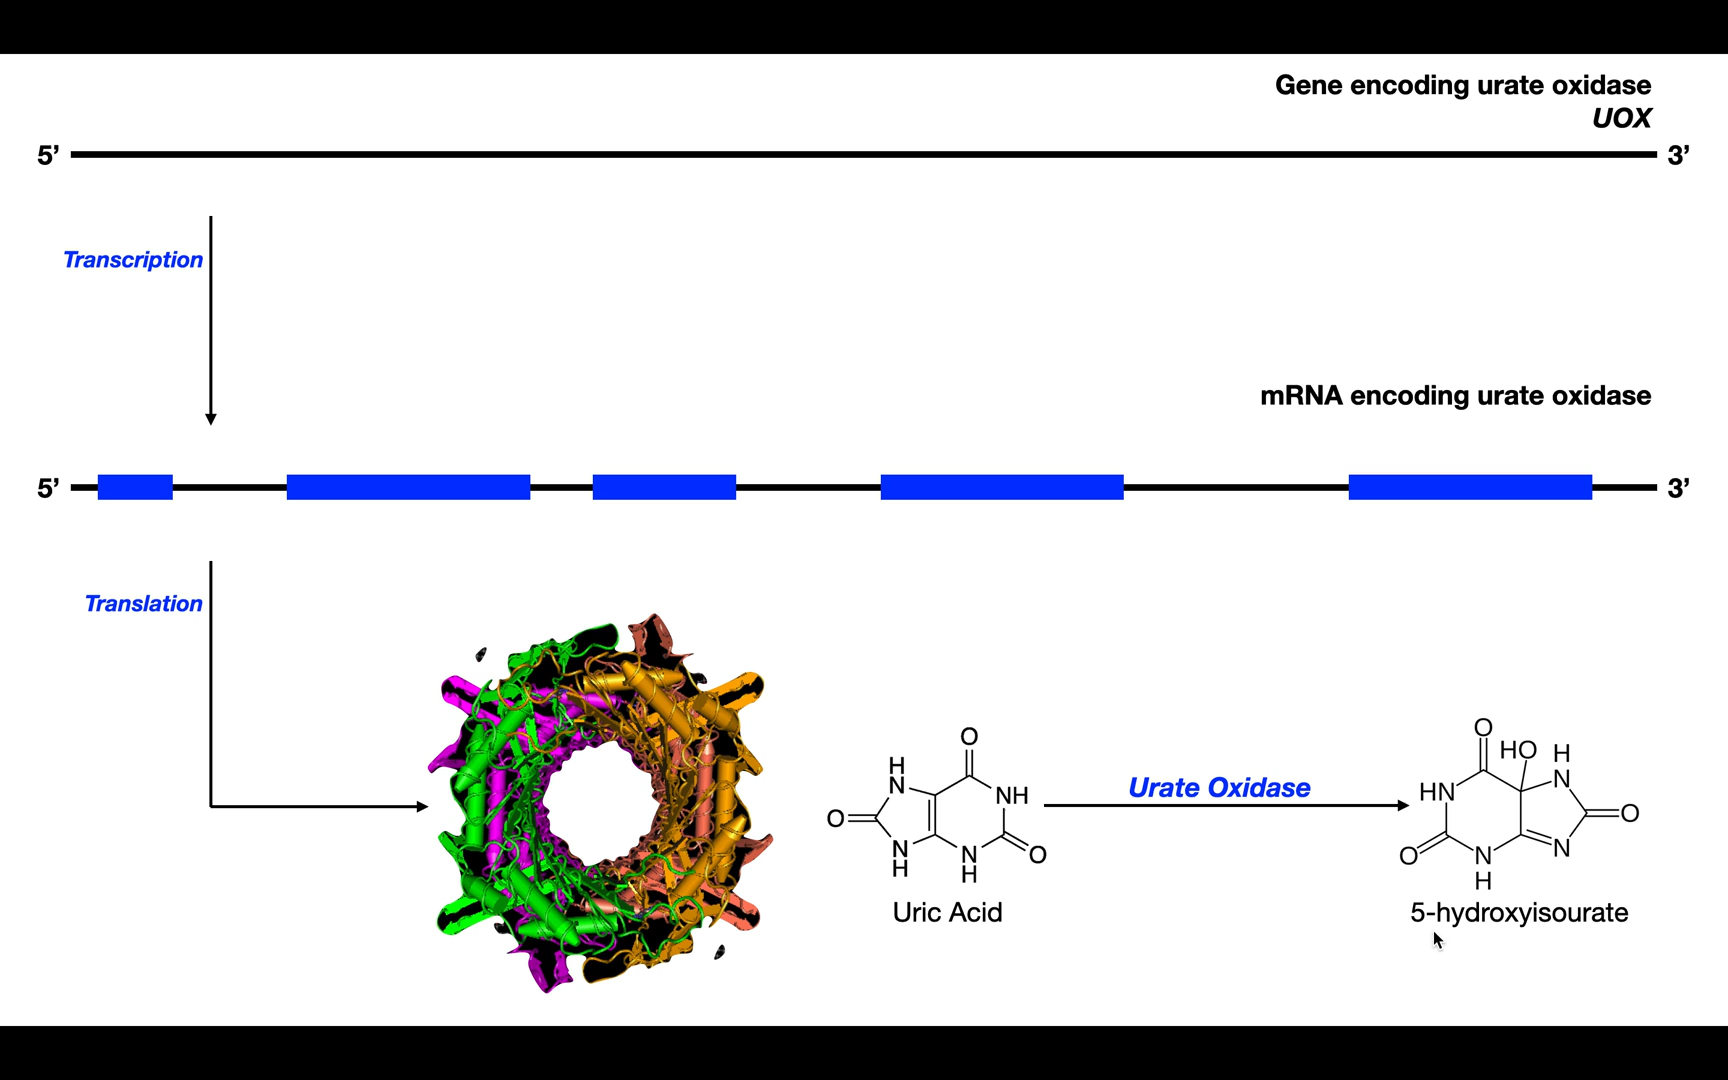 Gene encoding urate oxidase
UOX
5’ 3’
Transcription
mRNA encoding urate oxidase
5’ 3’
Translation
O
H
N
NH
O
N
H
N
H
O
Uric Acid
Urate Oxidase
O
HO
H
N
HN
O
O
N
H
N
5-hydroxyisourate